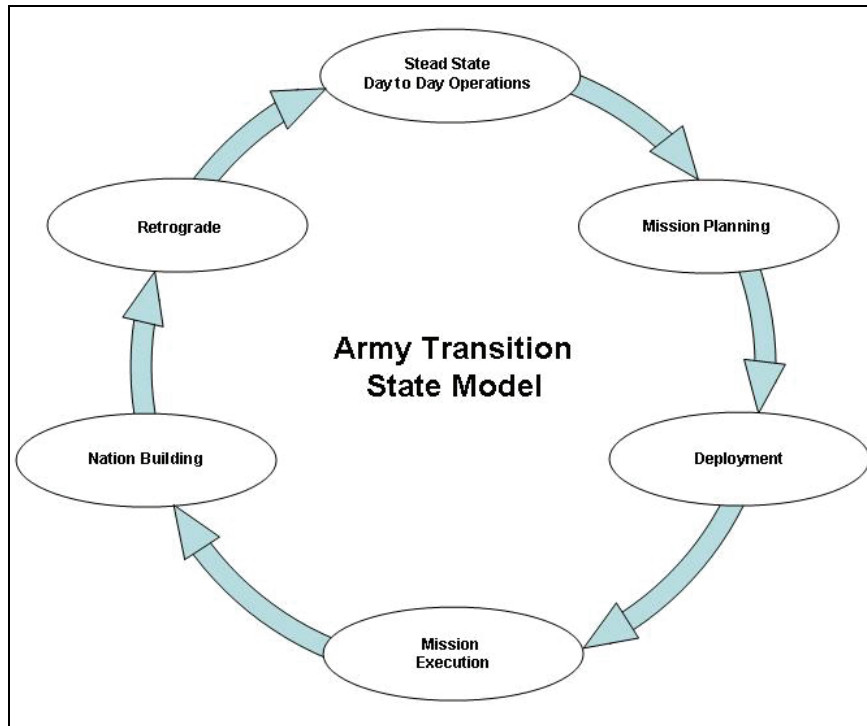 Stead State
Day to Day Operations
Mission Planning
Deployment
Mission
Execution
Nation Building
Retrograde
Army Transition
State Model